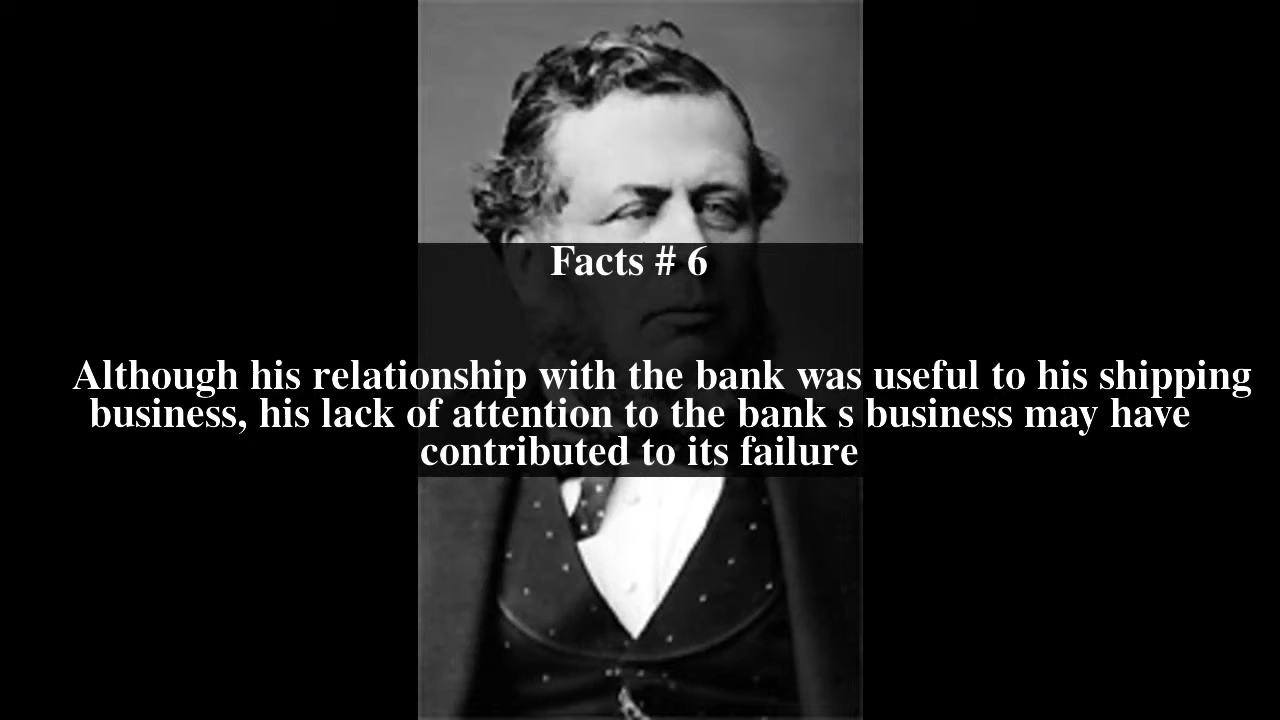 Facts # 6
Although his relationship with the bank was useful to his shipping
business, his lack of attention to the bank s business may have
contributed to its failure